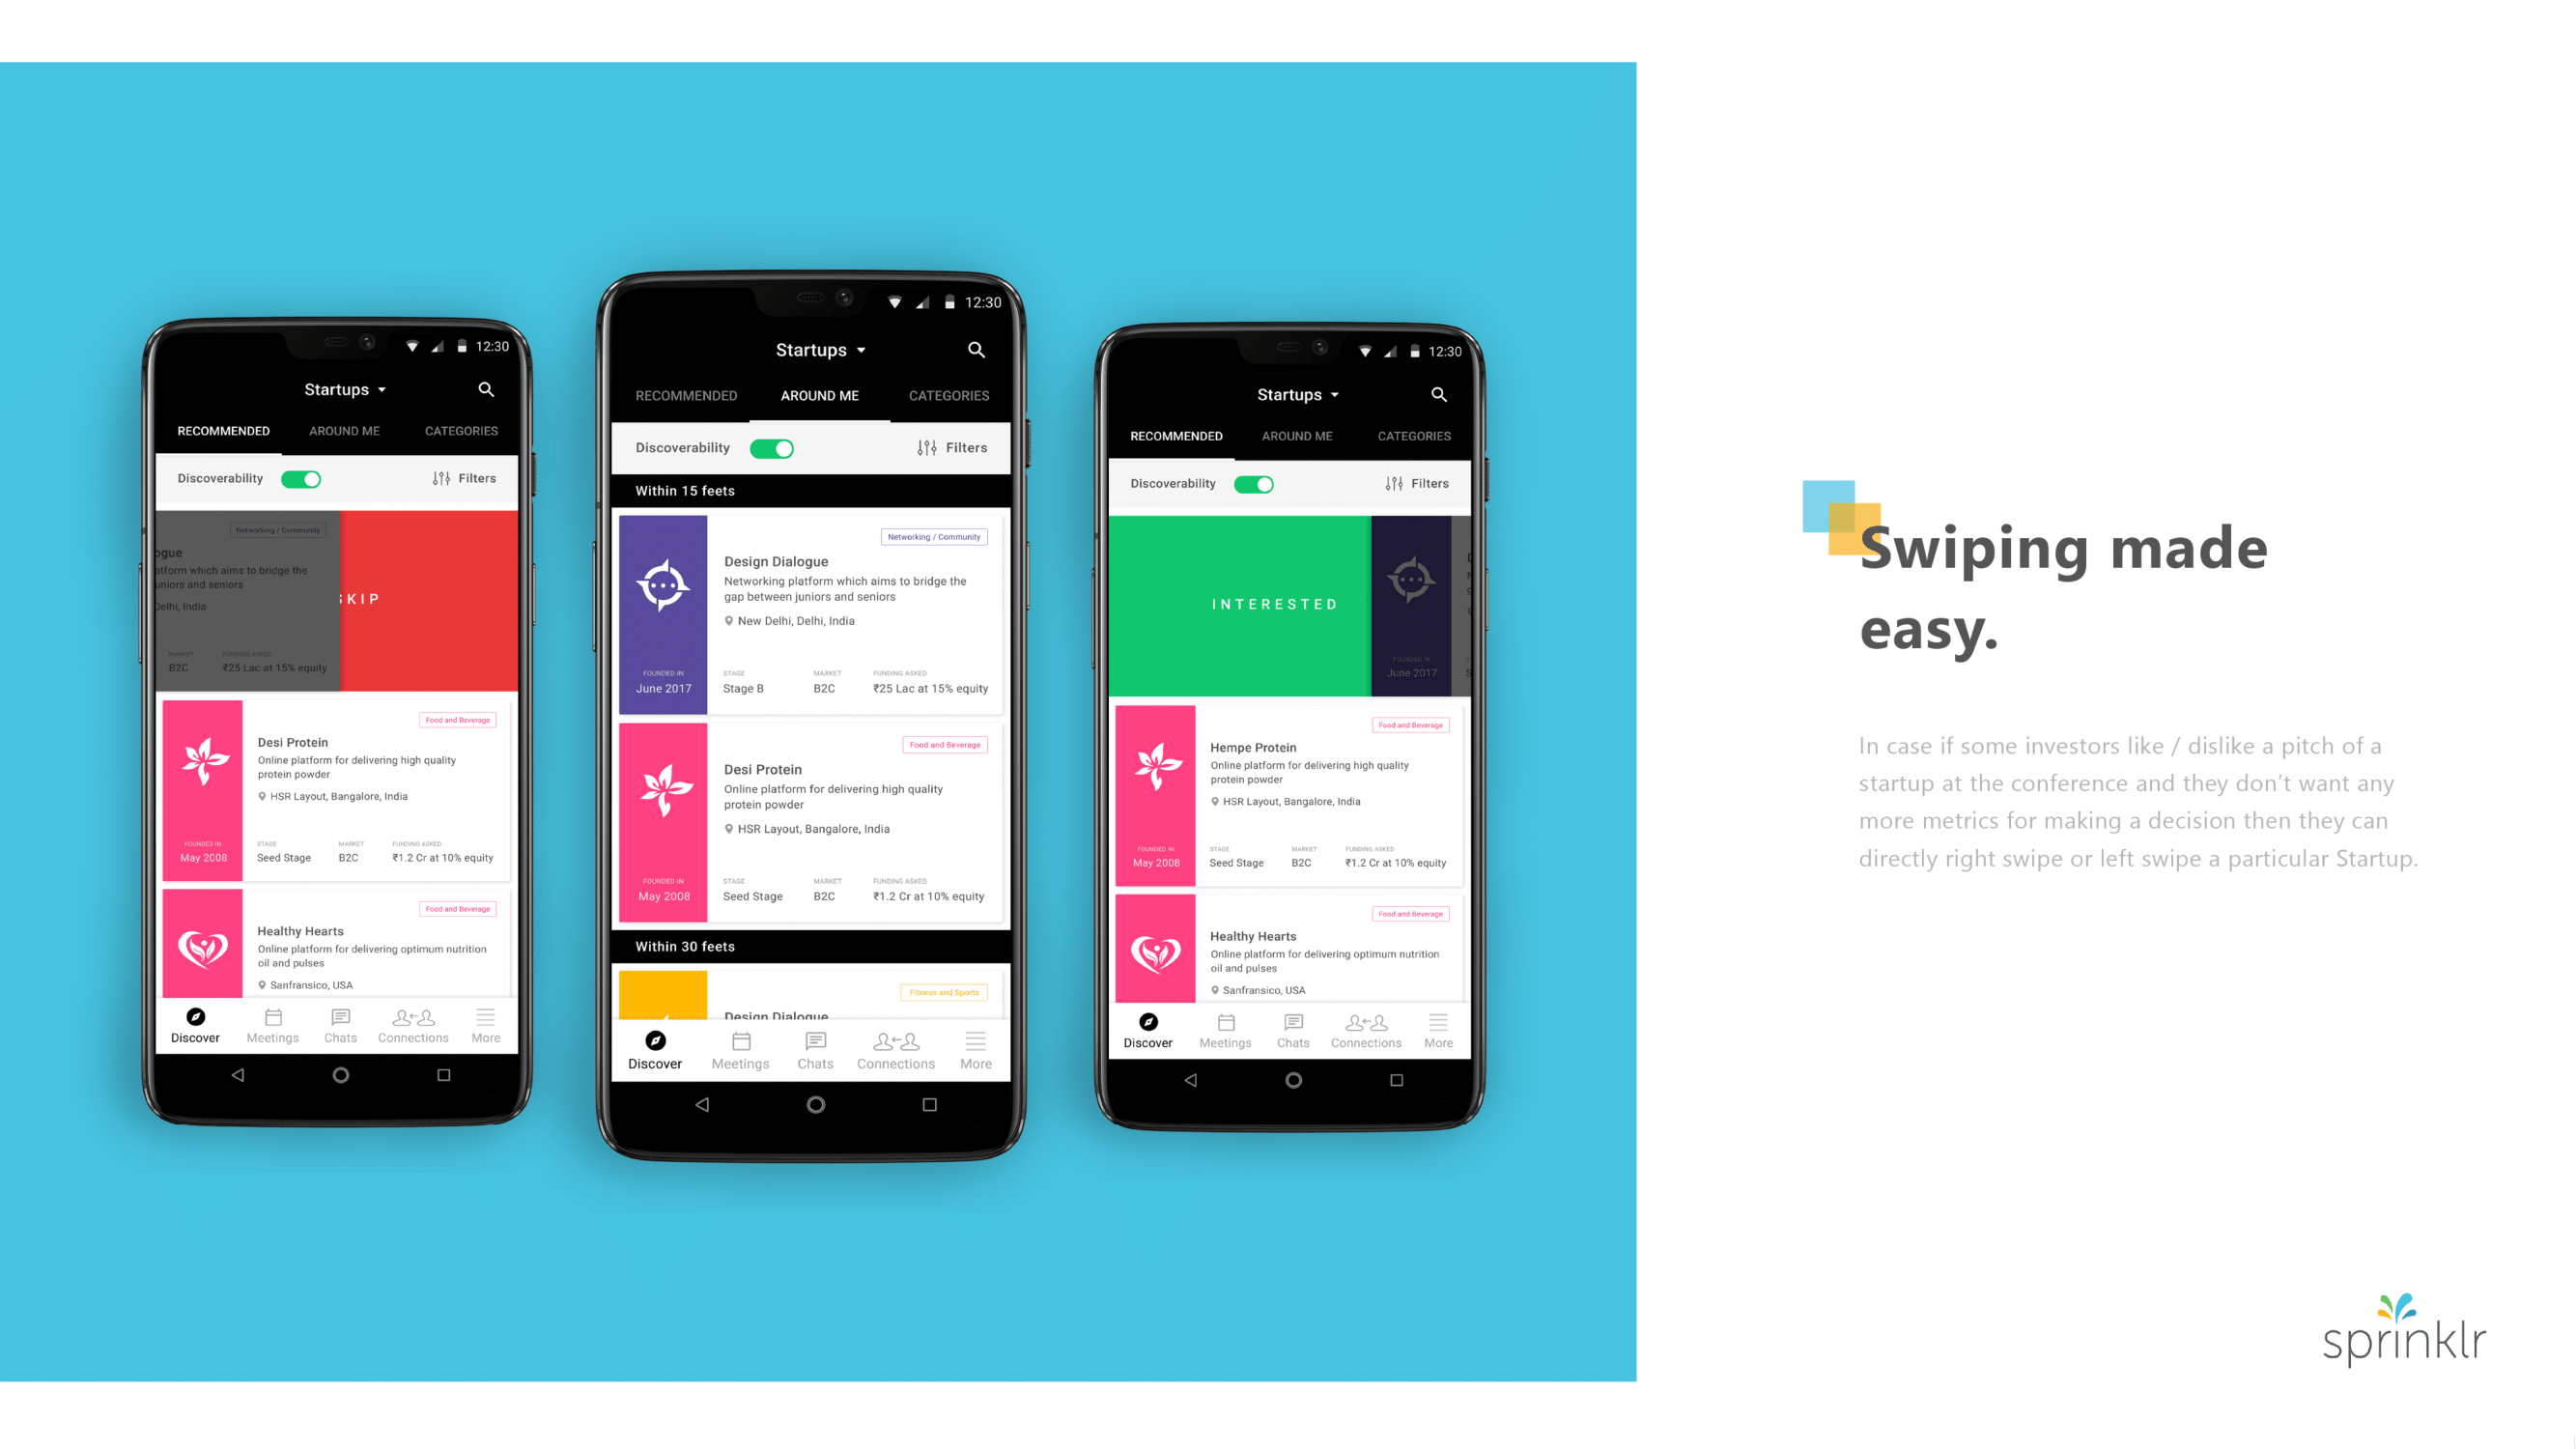 12:30
Startups
RECOMMENDED AROUND ME CATEGORIES
Discoverability Filters
Networking / Community
ogue
atform which aims to bridge the
uniors and seniors
Delhi, India
MARKET FUNDING ASKED
B2C ₹25 Lac at 15% equity
SKIP
Food and Beverage
Desi Protein
Online platform for delivering high quality
protein powder
HSR Layout, Bangalore, India
FOUNDED IN STAGE MARKET FUNDING ASKED
May 2008 Seed Stage B2C ₹1.2 Cr at 10% equity
Food and Beverage
Healthy Hearts
Online platform for delivering optimum nutrition
oil and pulses
Sanfransico, USA
Discover Meetings Chats Connections More
12:30
Startups
RECOMMENDED AROUND ME CATEGORIES
Discoverability Filters
Within 15 feets
Networking / Community
Design Dialogue
Networking platform which aims to bridge the
gap between juniors and seniors
New Delhi, Delhi, India
FOUNDED IN STAGE MARKET FUNDING ASKED
June 2017 Stage B B2C ₹25 Lac at 15% equity
Food and Beverage
Desi Protein
Online platform for delivering high quality
protein powder
HSR Layout, Bangalore, India
FOUNDED IN STAGE MARKET FUNDING ASKED
May 2008 Seed Stage B2C ₹1.2 Cr at 10% equity
Within 30 feets
Fitness and Sports
Design Dialogue
Discover Meetings Chats Connections More
12:30
Startups
RECOMMENDED AROUND ME CATEGORIES
Discoverability Filters
INTERESTED
FOUNDED IN
June 2017
Food and Beverage
Hempe Protein
Online platform for delivering high quality
protein powder
HSR Layout, Bangalore, India
FOUNDED IN STAGE MARKET FUNDING ASKED
May 2008 Seed Stage B2C ₹1.2 Cr at 10% equity
Food and Beverage
Healthy Hearts
Online platform for delivering optimum nutrition
oil and pulses
Sanfransico, USA
Discover Meetings Chats Connections More
Swiping made
easy.
In case if some investors like / dislike a pitch of a
startup at the conference and they don't want any
more metrics for making a decision then they can
directly right swipe or left swipe a particular Startup.
sprinklr